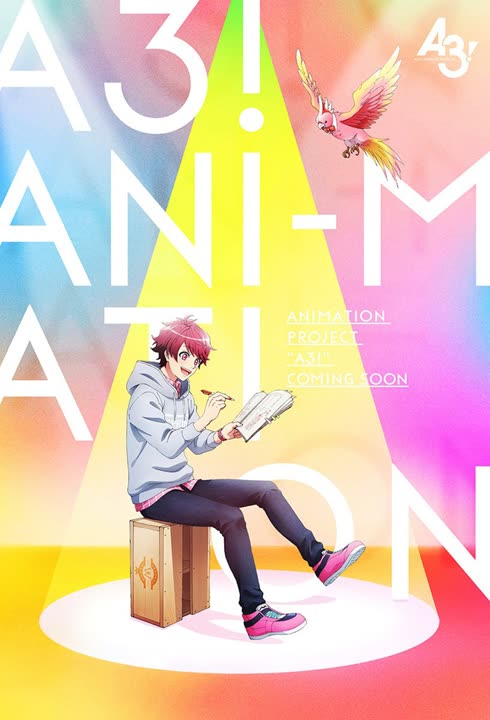 A3!
ANI-M
ATI
ON
A3!
ANIMATION
PROJECT
"A3!"
COMING SOON